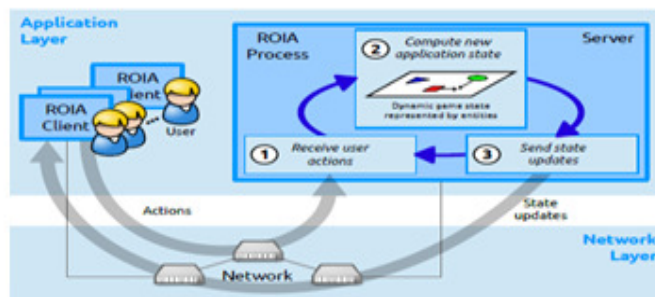 Application
Layer
ROIA
Client
ROIA
Client
User
ROIA
Process
Server
2
Compute new
application state
Dynamic game state
represented by entities
1
Receive user
actions
3
Send state
updates
Actions
State
updates
Network
Network
Layer